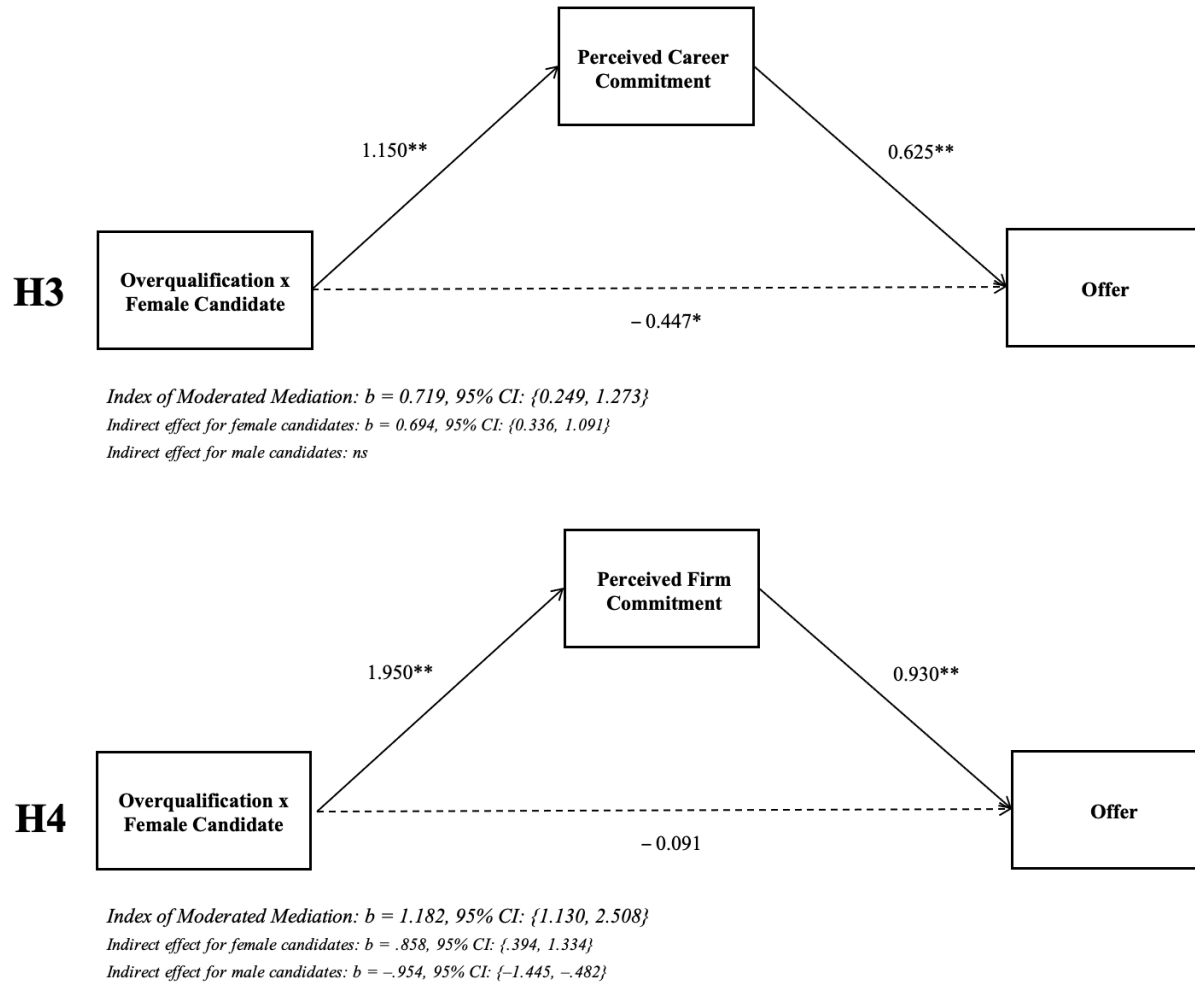 Perceived Career
Commitment
1.150**
0.625**
H3
Overqualification x
Female Candidate
Offer
– 0.447*
Index of Moderated Mediation: b = 0.719, 95% CI: {0.249, 1.273}
Indirect effect for female candidates: b = 0.694, 95% CI: {0.336, 1.091}
Indirect effect for male candidates: ns
Perceived Firm
Commitment
1.950**
0.930**
H4
Overqualification x
Female Candidate
Offer
– 0.091
Index of Moderated Mediation: b = 1.182, 95% CI: {1.130, 2.508}
Indirect effect for female candidates: b = .858, 95% CI: {.394, 1.334}
Indirect effect for male candidates: b = –.954, 95% CI: {–1.445, –.482}